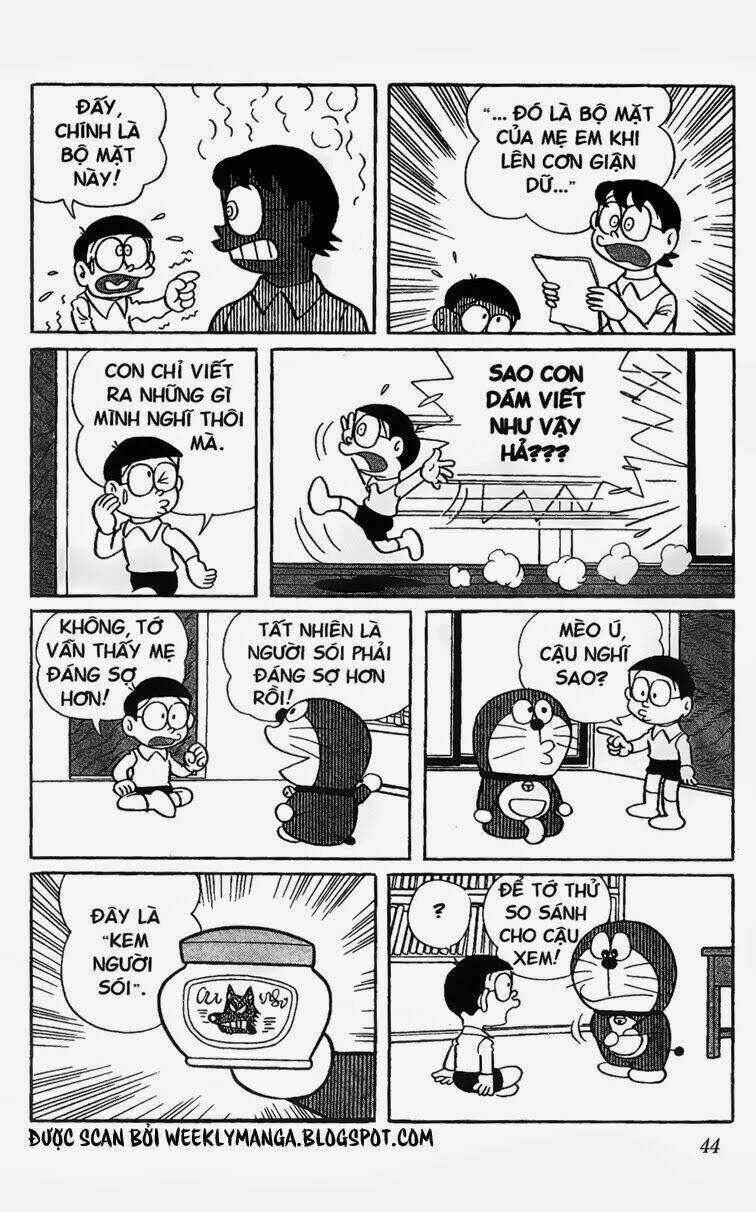 "... ĐÓ LÀ BỘ MẶT
CỦA MẸ EM KHI
LÊN CƠN GIẬN
DỮ..."
ĐẤY,
CHÍNH LÀ
BỘ MẶT
NÀY!
SAO CON
DÁM VIẾT
NHƯ VẬY
HẢ???
CON CHỈ VIẾT
RA NHỮNG GÌ
MÌNH NGHĨ THÔI
MÀ.
MÈO Ú,
CẬU NGHĨ
SAO?
TẤT NHIÊN LÀ
NGƯỜI SÓI PHẢI
ĐÁNG SỢ HƠN
RỒI!
KHÔNG, TỚ
VẪN THẤY MẸ
ĐÁNG SỢ
HƠN!
ĐỂ TỚ THỬ
SO SÁNH
CHO CẬU
XEM!
?
ĐÂY LÀ
"KEM
NGƯỜI
SÓI".
ĐƯỢC SCAN BỞI WEEKLYMANGA.BLOGSPOT.COM
44